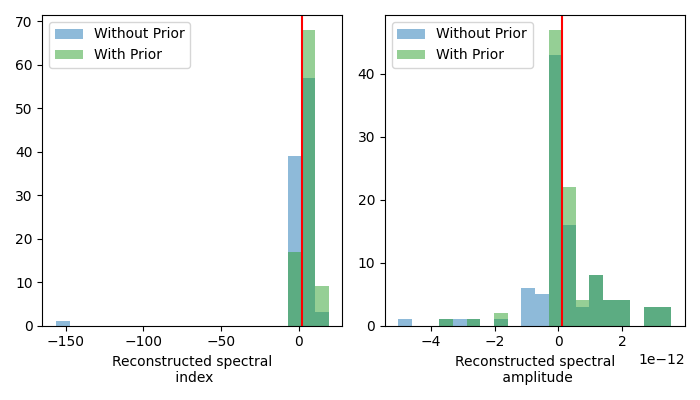 Without Prior
With Prior
70
60
50
40
30
20
10
0
−150
−100
−50
0
Reconstructed spectral
index
Without Prior
With Prior
40
30
20
10
0
−4
−2
0
2
1e−12
Reconstructed spectral
amplitude